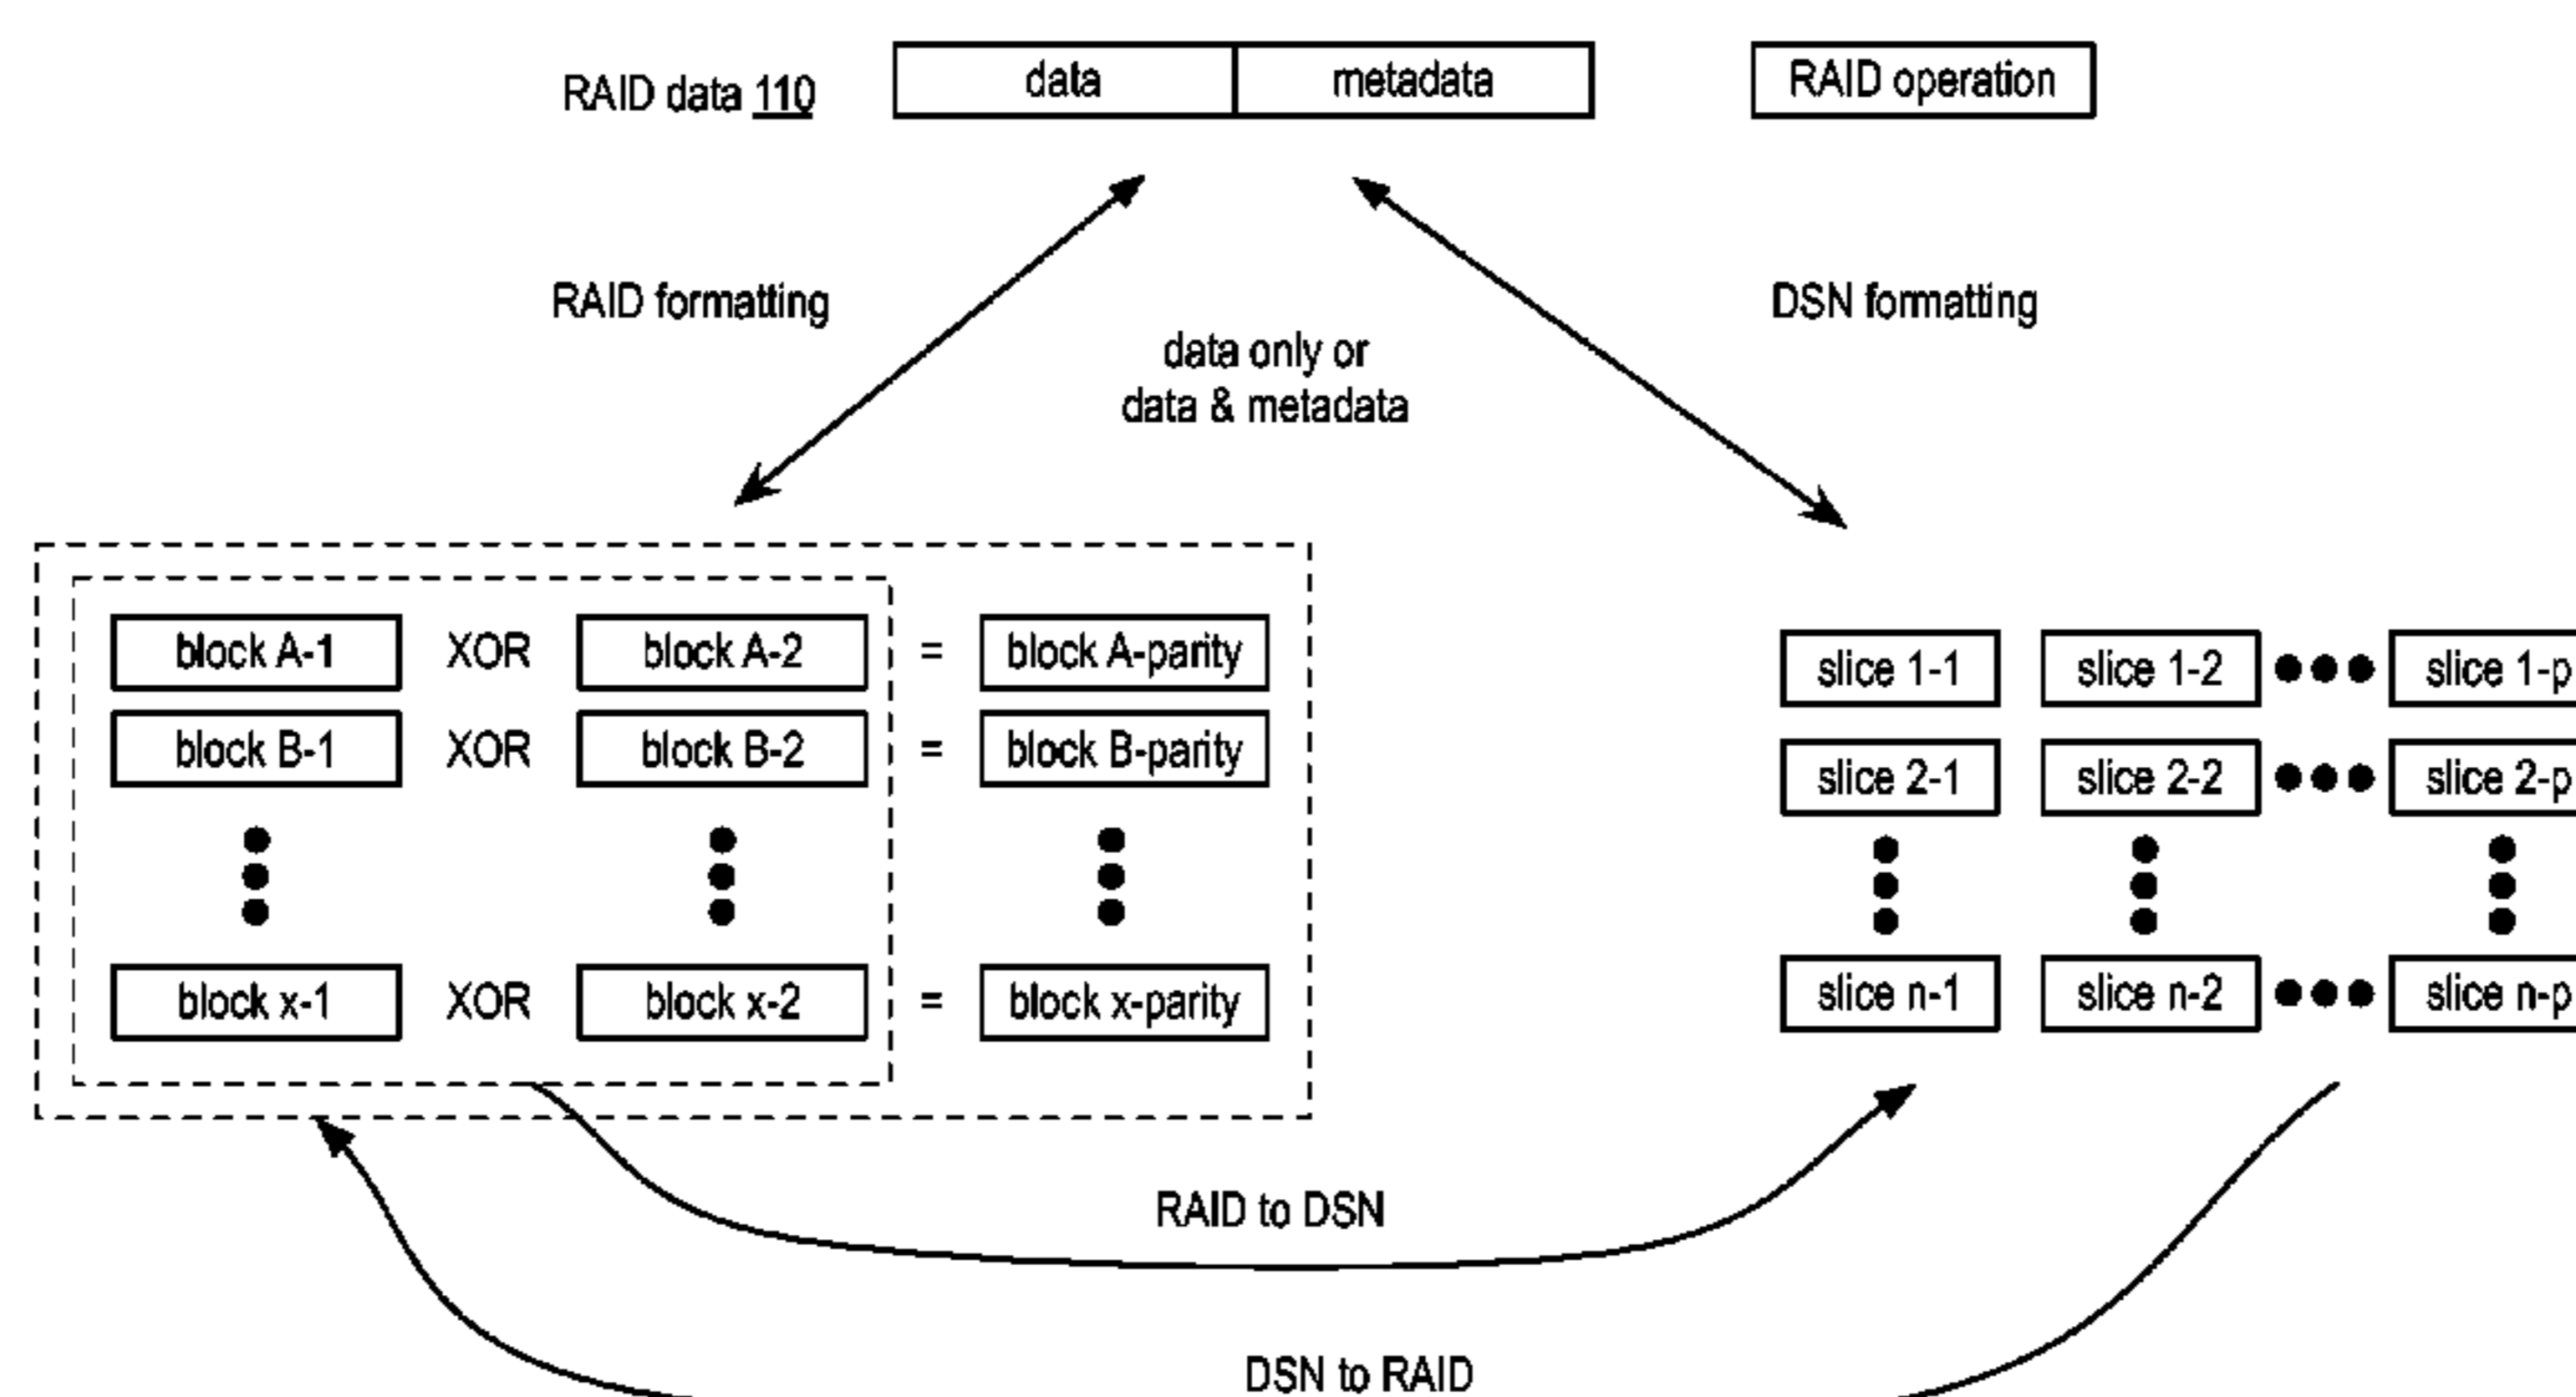 RAID data 110 data metadata RAID operation
RAID formatting DSN formatting
data only or
data & metadata
block A-1 XOR block A-2 = block A-parity slice 1-1 slice 1-2 slice 1-p
block B-1 XOR block B-2 = block B-parity slice 2-1 slice 2-2 slice 2-p
block x-1 XOR block x-2 = block x-parity slice n-1 slice n-2 slice n-p
RAID to DSN
DSN to RAID